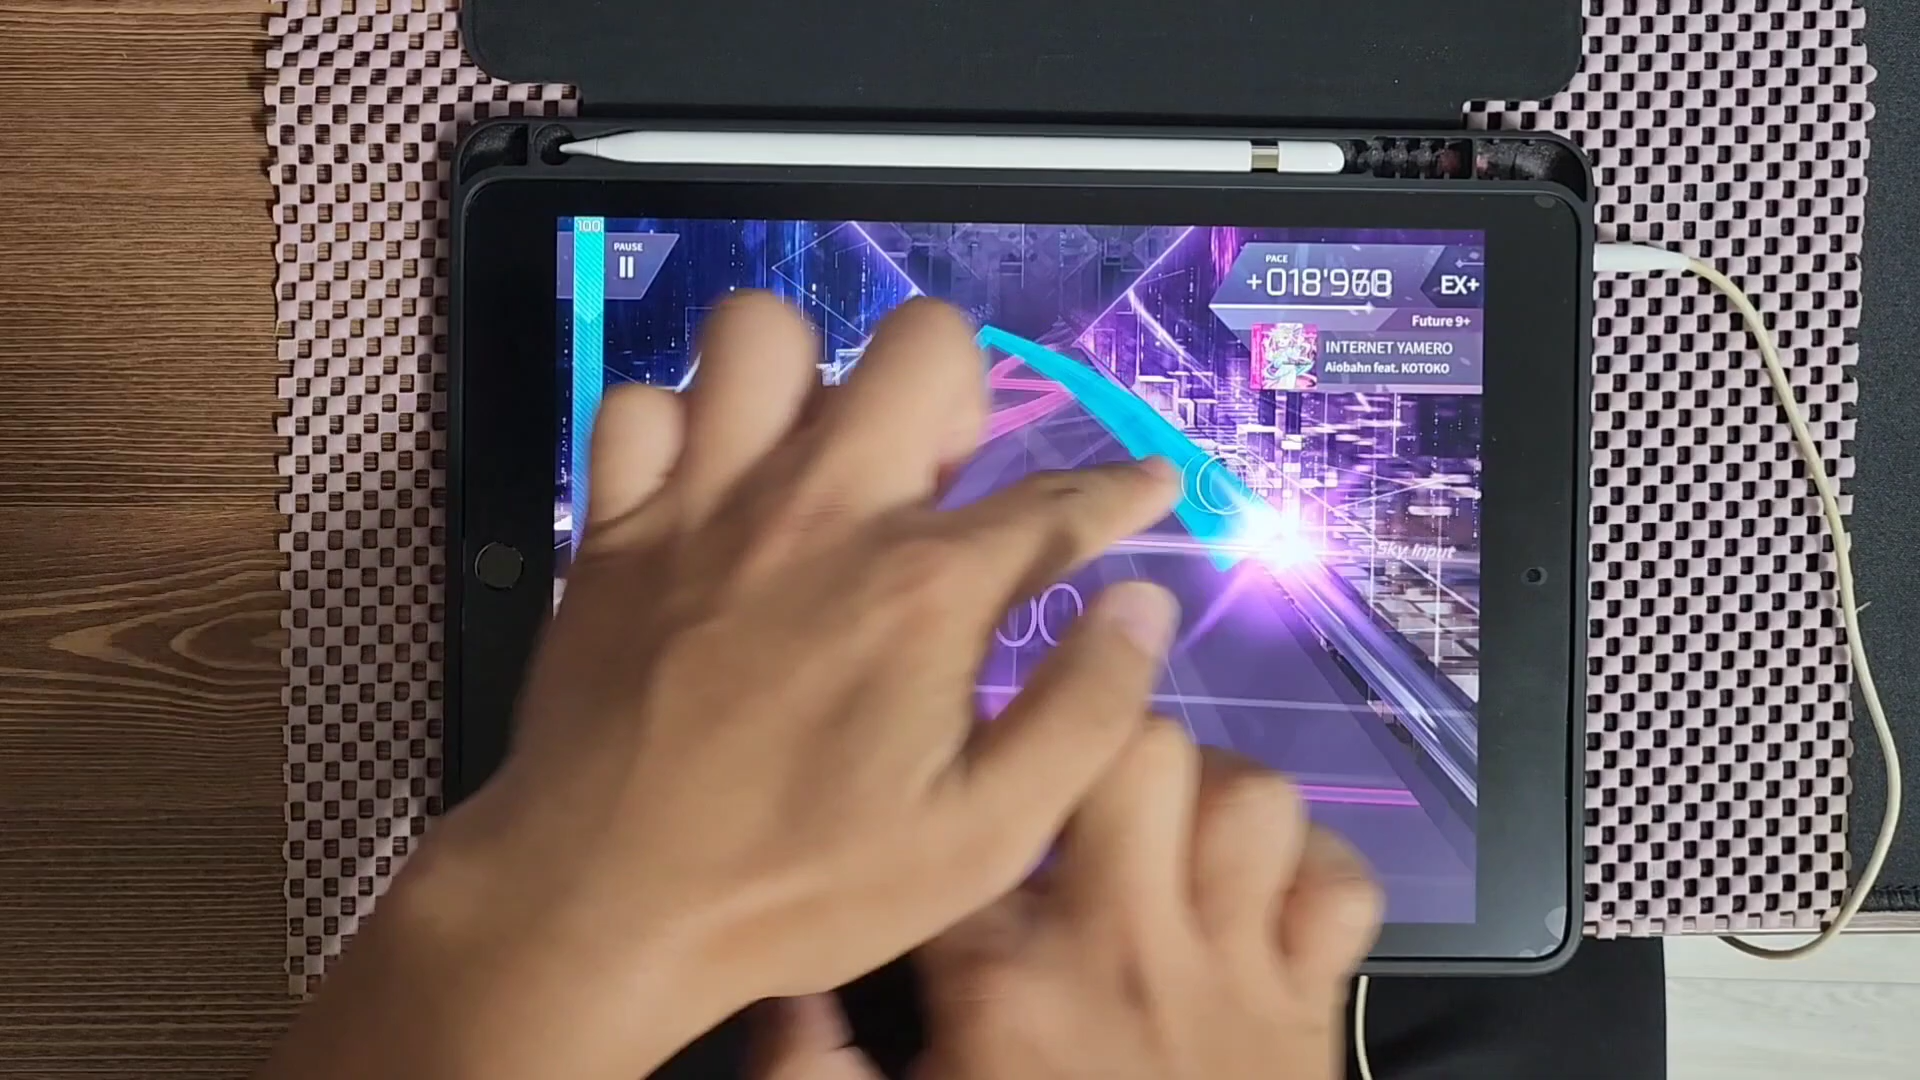 100
PAUSE
PACE
+018'968
EX+
Future 9+
INTERNET YAMERO
Aiobahn feat. KOTOKO
Sky Input